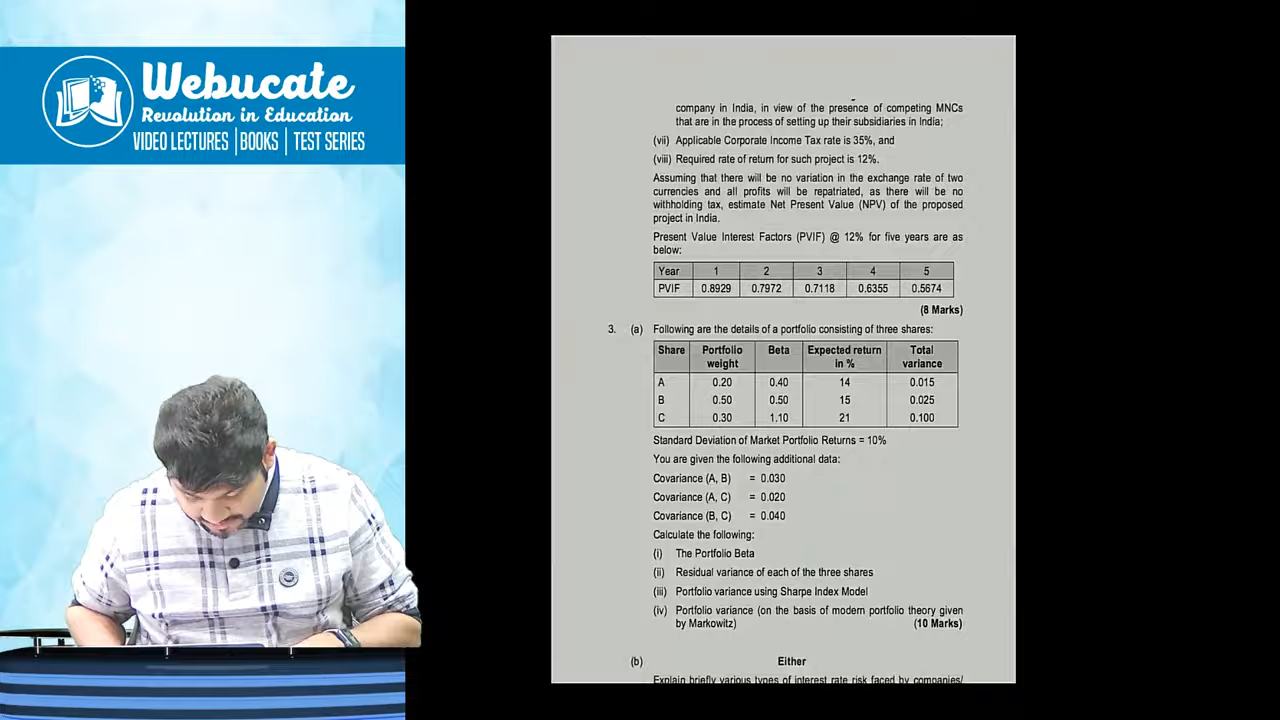 Webucate
Revolution in Education
VIDEO LECTURES | BOOKS | TEST SERIES
company in India, in view of the presence of competing MNCs
that are in the process of setting up their subsidiaries in India;
(vii) Applicable Corporate Income Tax rate is 35%, and
(viii) Required rate of return for such project is 12%.
Assuming that there will be no variation in the exchange rate of two
currencies and all profits will be repatriated, as there will be no
withholding tax, estimate Net Present Value (NPV) of the proposed
project in India.
Present Value Interest Factors (PVIF) @ 12% for five years are as
below:
Year 1 2 3 4 5
PVIF 0.8929 0.7972 0.7118 0.6355 0.5674
(8 Marks)
3. (a) Following are the details of a portfolio consisting of three shares:
Share Portfolio weight Beta Expected return in % Total variance
A 0.20 0.40 14 0.015
B 0.50 0.50 15 0.025
C 0.30 1.10 21 0.100
Standard Deviation of Market Portfolio Returns = 10%
You are given the following additional data:
Covariance (A, B) = 0.030
Covariance (A, C) = 0.020
Covariance (B, C) = 0.040
Calculate the following:
(i) The Portfolio Beta
(ii) Residual variance of each of the three shares
(iii) Portfolio variance using Sharpe Index Model
(iv) Portfolio variance (on the basis of modern portfolio theory given
by Markowitz) (10 Marks)
(b) Either
Explain briefly various types of interest rate risk faced by companies/